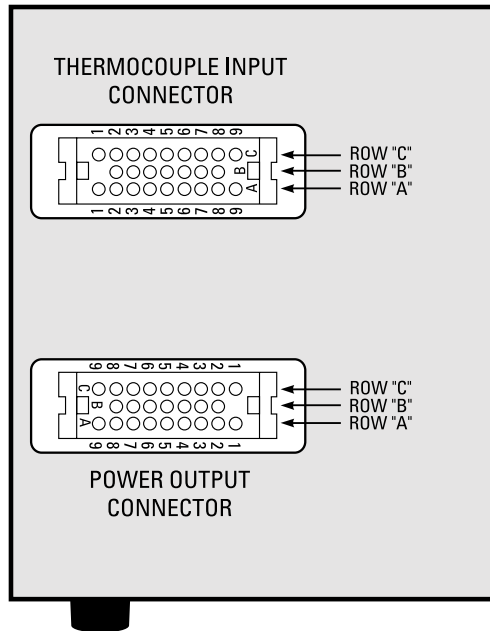 THERMOCOUPLE INPUT
CONNECTOR
1 2 3 4 5 6 7 8 9
C
ROW "C"
B
ROW "B"
A
ROW "A"
1 2 3 4 5 6 7 8 9
9 8 7 6 5 4 3 2 1
C
ROW "C"
B
ROW "B"
A
ROW "A"
9 8 7 6 5 4 3 2 1
POWER OUTPUT
CONNECTOR